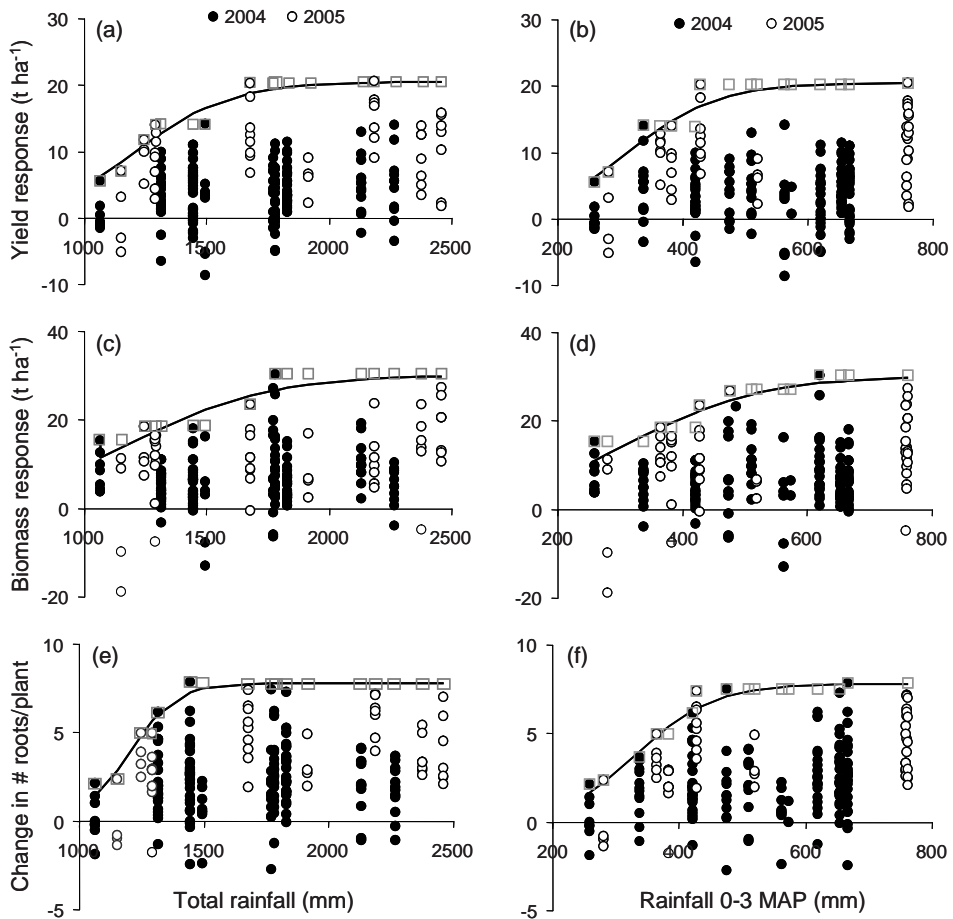 2004 2005
2004 2005
(a)
30
20
10
0
-10
1000 1500 2000 2500
Yield response (t ha-1)
(b)
30
20
10
0
-10
200 400 600 800
(c)
40
20
0
-20
1000 1500 2000 2500
Biomass response (t ha-1)
(d)
40
20
0
-20
200 400 600 800
(e)
10
5
0
-5
1000 1500 2000 2500
Change in # roots/plant
Total rainfall (mm)
(f)
10
5
0
-5
200 400 600 800
Rainfall 0-3 MAP (mm)